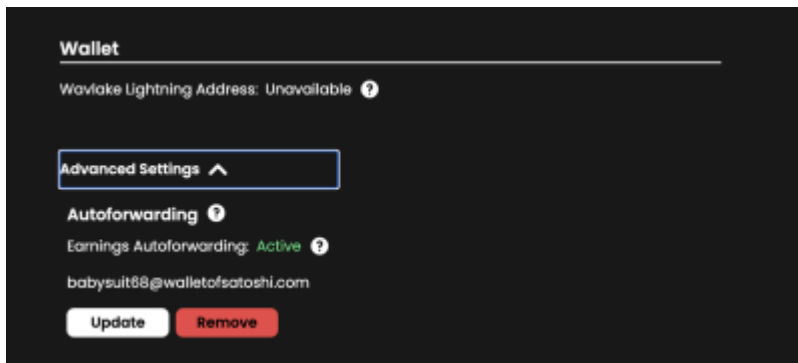 Wallet
Wavlake Lightning Address: Unavailable ?
Advanced Settings
Autoforwarding ?
Earnings Autoforwarding: Active ?
babysuit68@walletofsatoshi.com
Update Remove